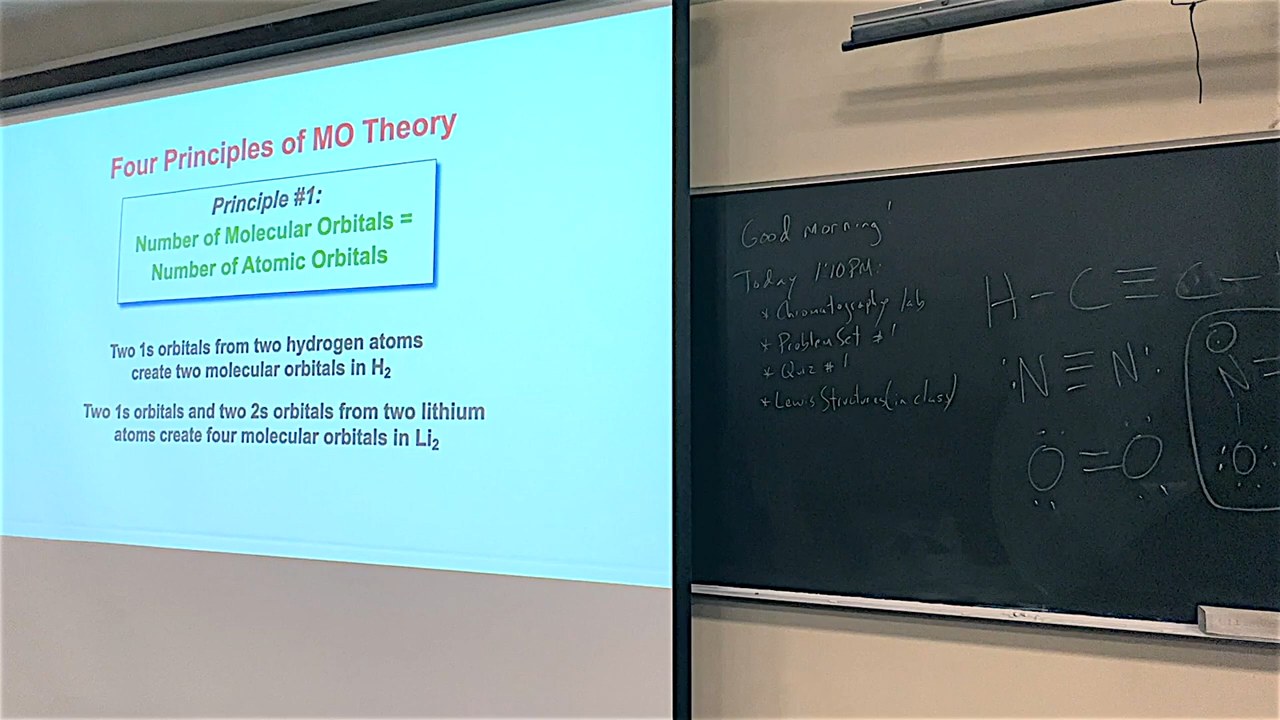 Four Principles of MO Theory
Principle #1:
Number of Molecular Orbitals =
Number of Atomic Orbitals
Two 1s orbitals from two hydrogen atoms
create two molecular orbitals in H₂
Two 1s orbitals and two 2s orbitals from two lithium
atoms create four molecular orbitals in Li₂
Good Morning!
Today 1:10 PM:
* Chromatography lab
* Problem Set #1
* Quiz #1
* Lewis Structures (in class)
H-C≡C-
:N≡N:
O=O
N=
O